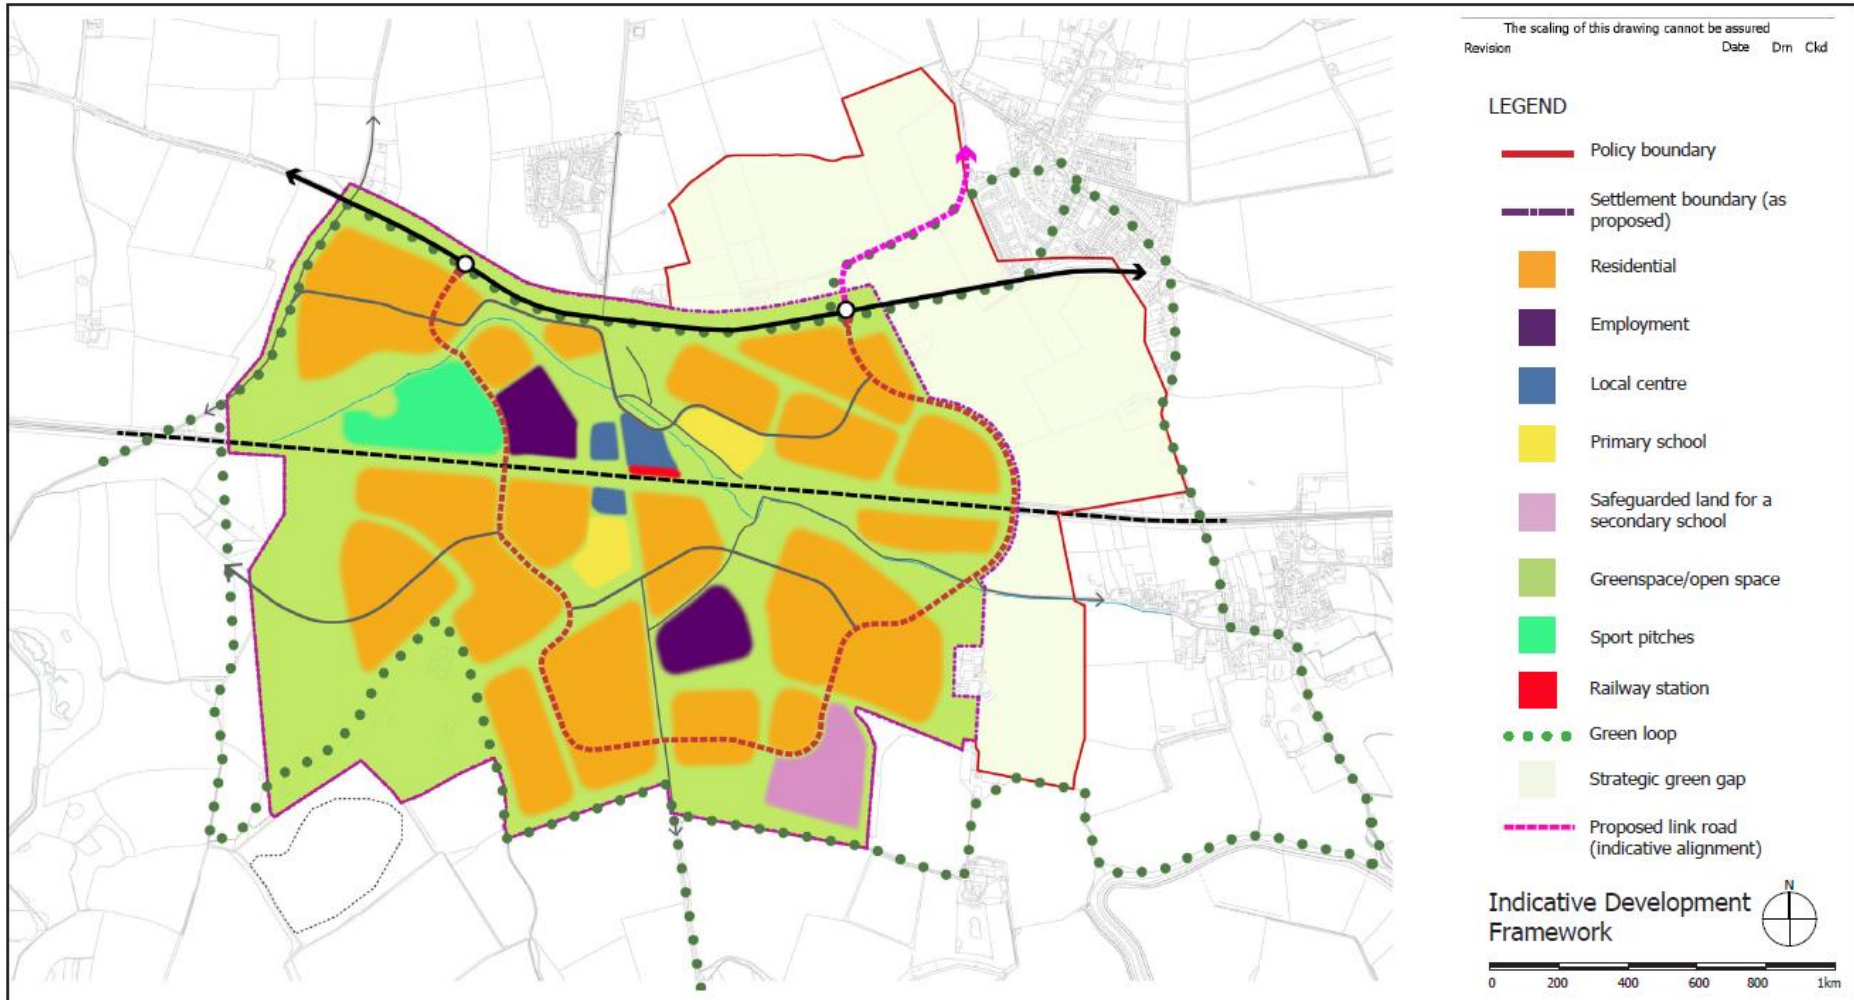 The scaling of this drawing cannot be assured
Revision Date Drn Ckd
LEGEND
Policy boundary
Settlement boundary (as
proposed)
Residential
Employment
Local centre
Primary school
Safeguarded land for a
secondary school
Greenspace/open space
Sport pitches
Railway station
Green loop
Strategic green gap
Proposed link road
(indicative alignment)
Indicative Development
Framework
N
0 200 400 600 800 1km